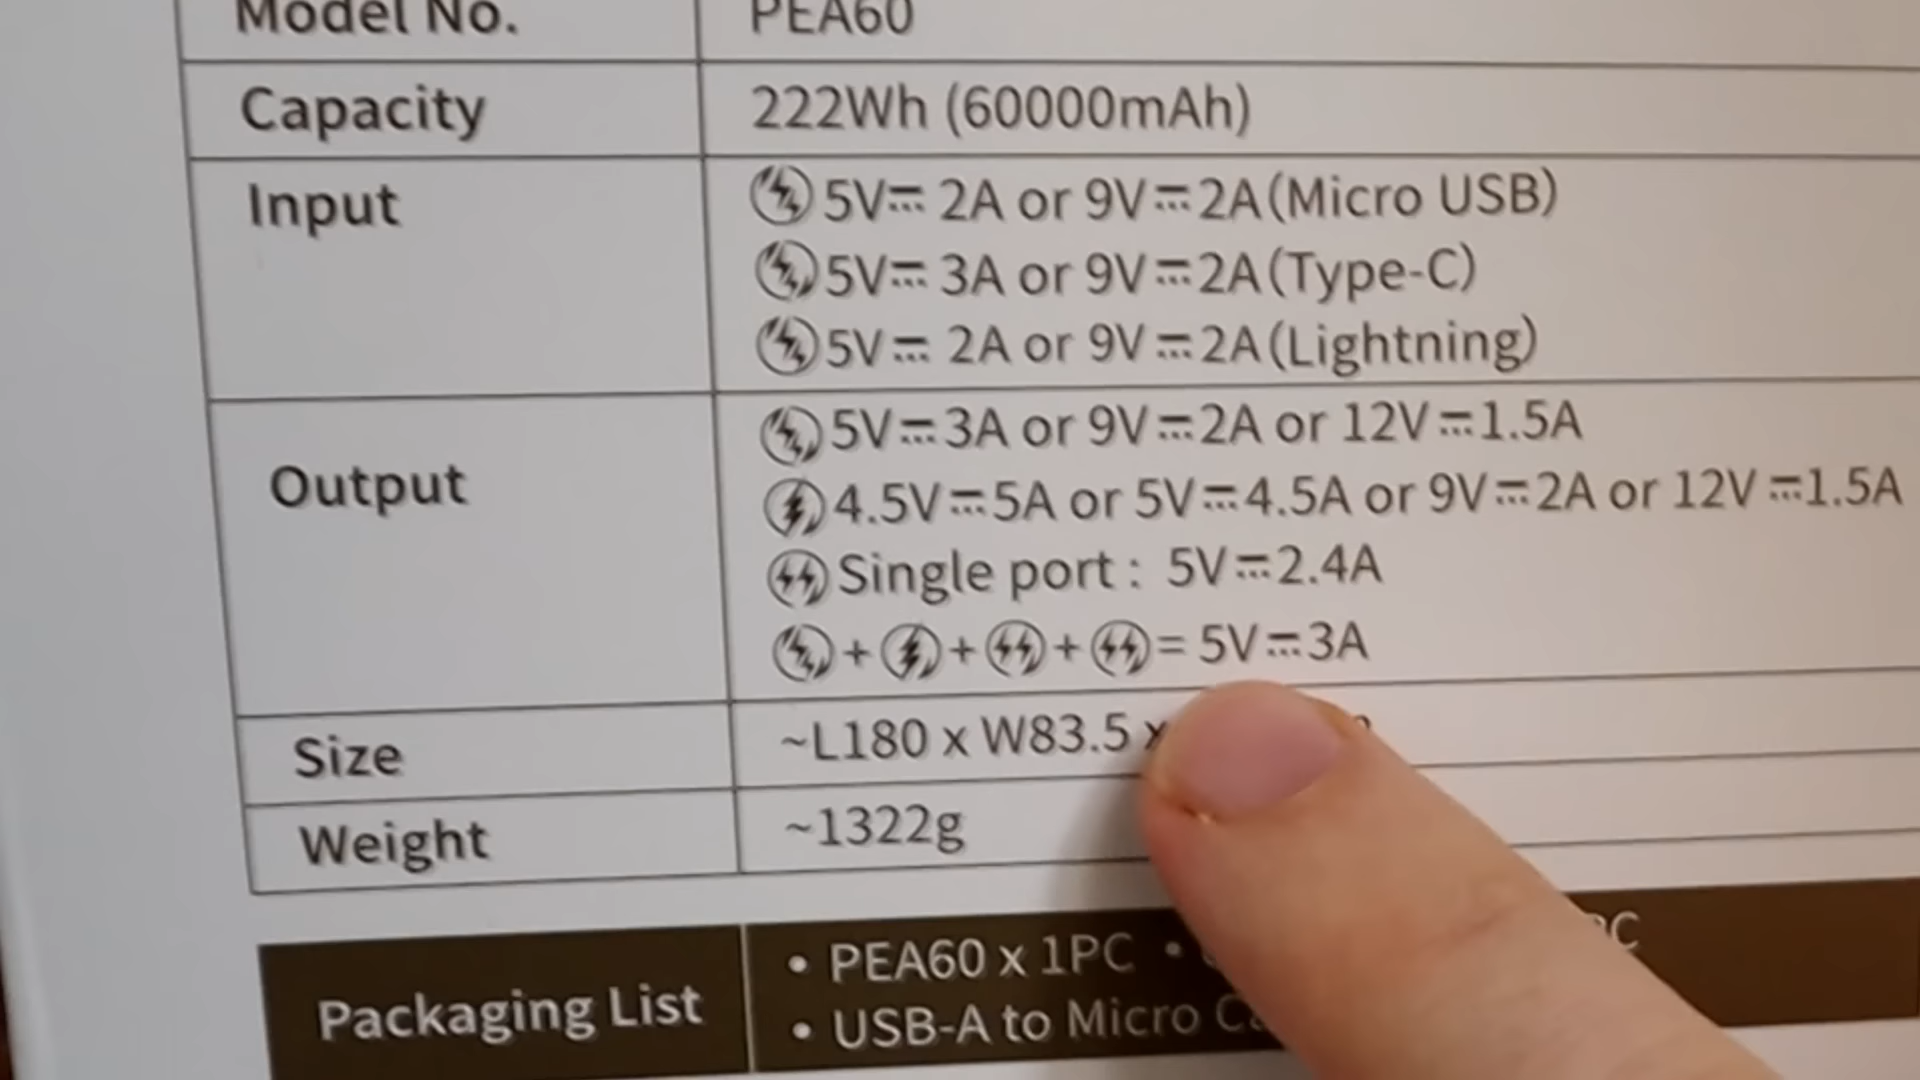 Model No. PEA60
Capacity 222Wh (60000mAh)
Input 5V⎓2A or 9V⎓2A(Micro USB)
5V⎓3A or 9V⎓2A(Type-C)
5V⎓2A or 9V⎓2A(Lightning)
Output 5V⎓3A or 9V⎓2A or 12V⎓1.5A
4.5V⎓5A or 5V⎓4.5A or 9V⎓2A or 12V⎓1.5A
Single port : 5V⎓2.4A
+ + + = 5V⎓3A
Size ~L180 x W83.5 x
Weight ~1322g
Packaging List • PEA60 x 1PC •
• USB-A to Micro